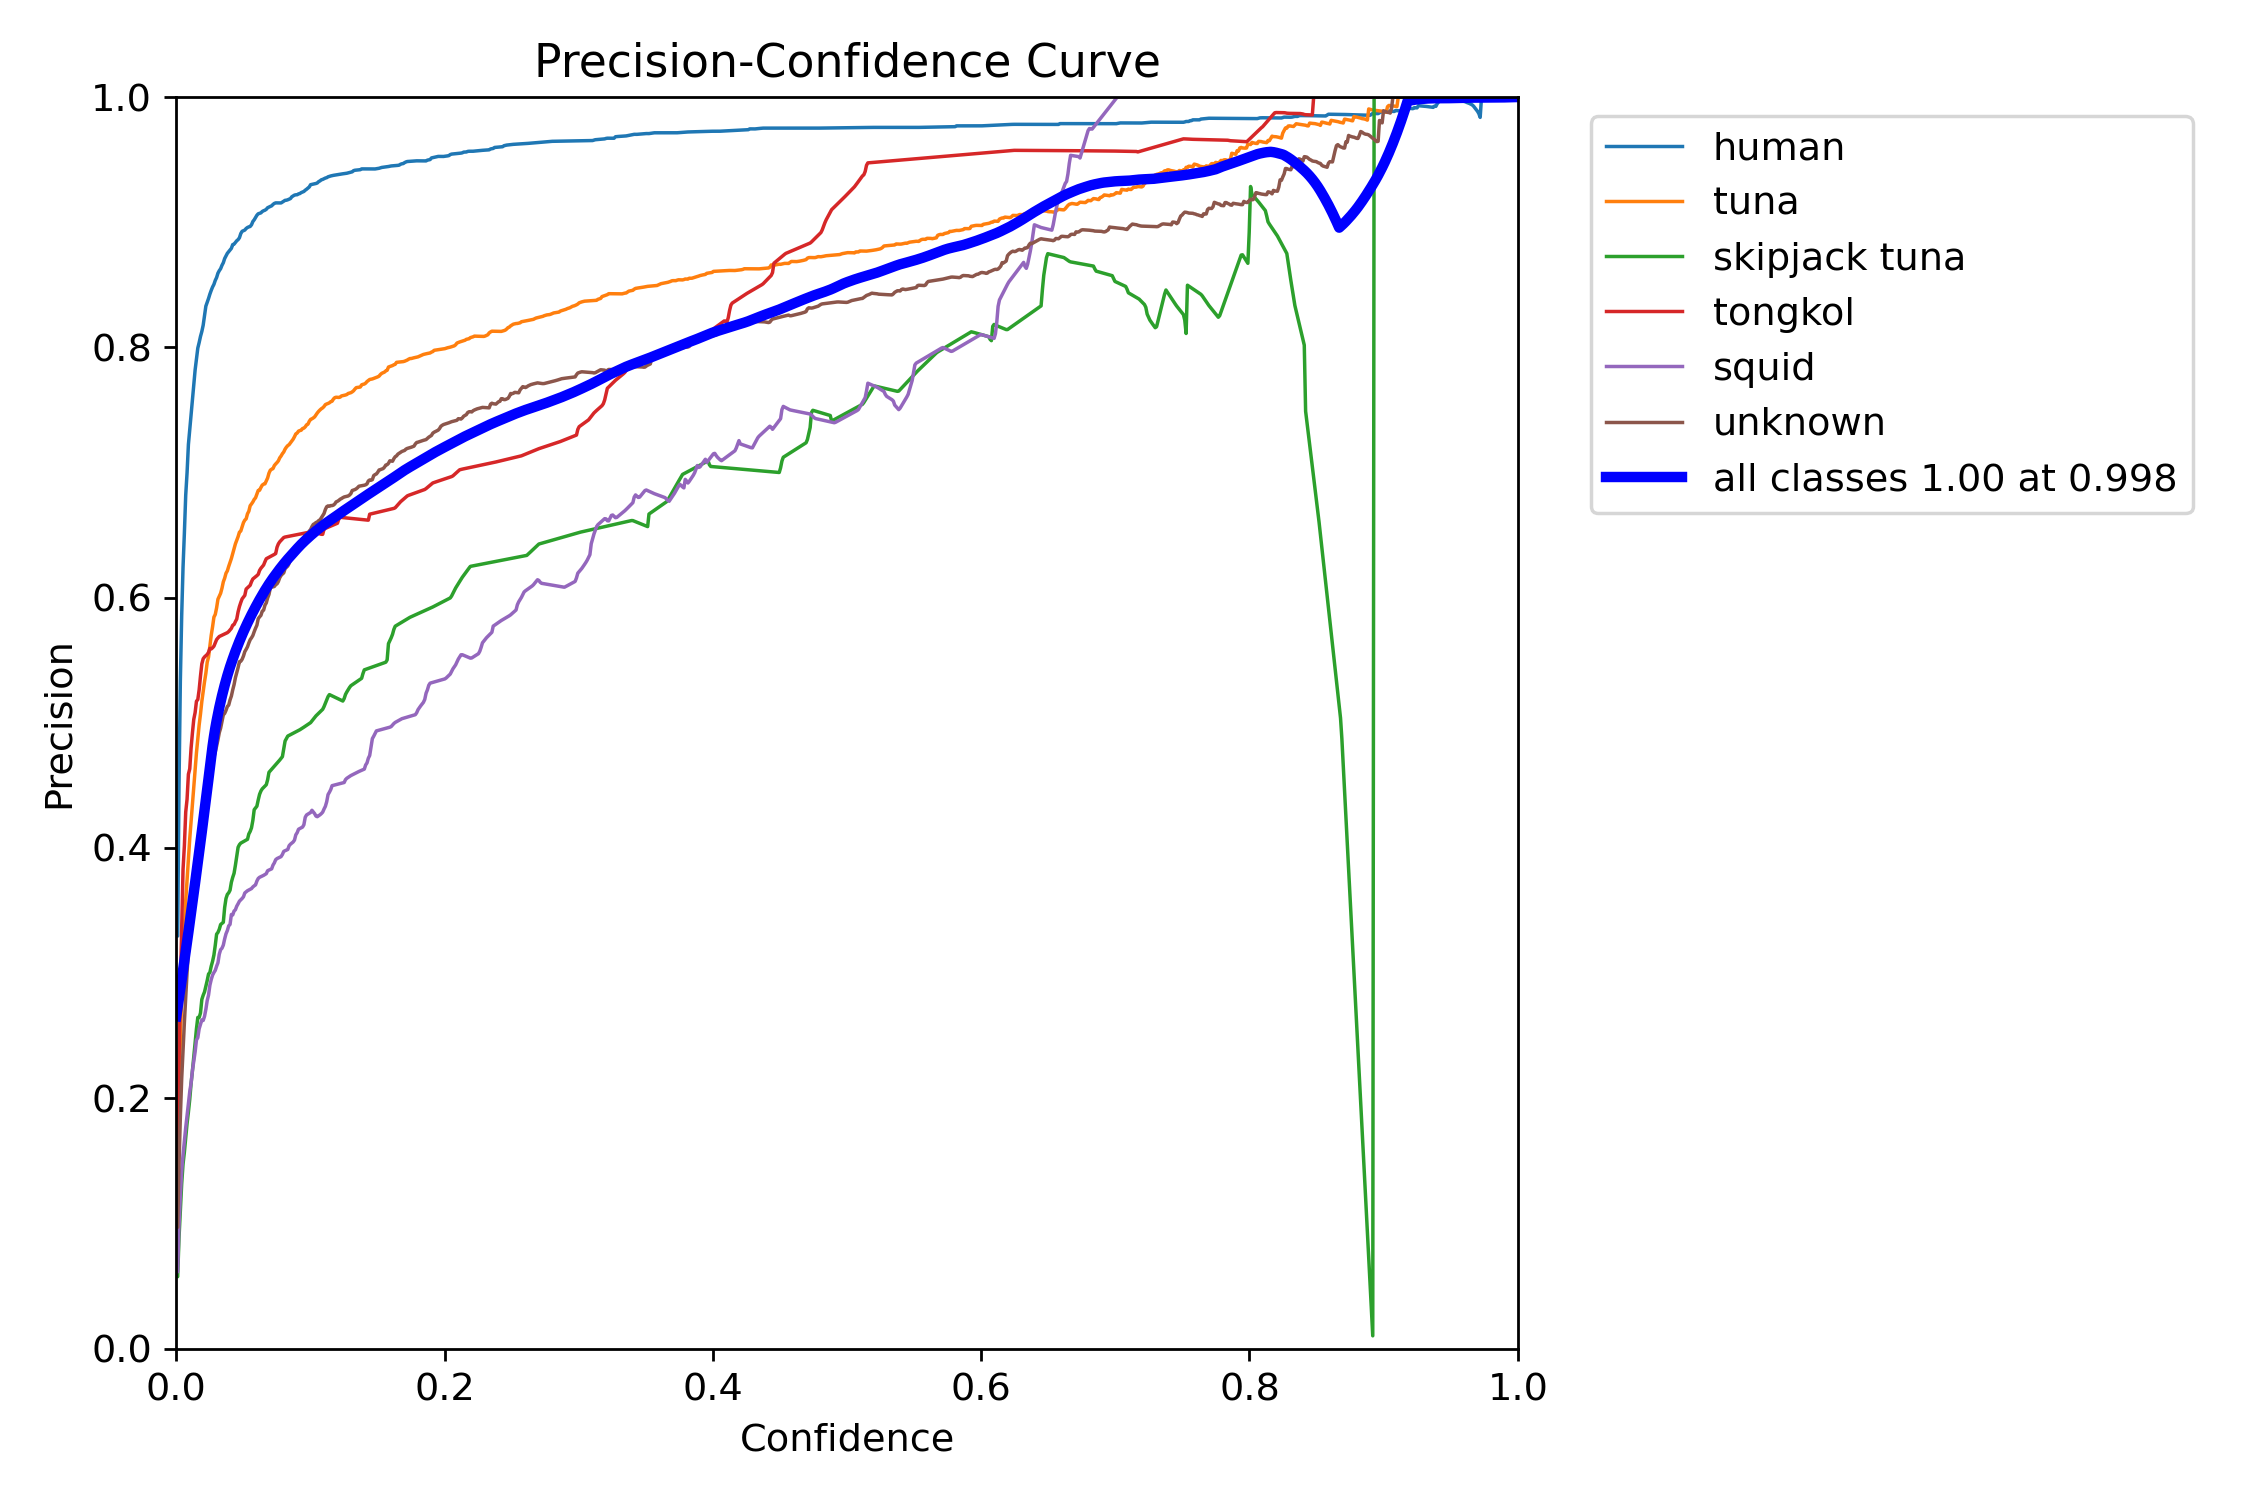 Precision-Confidence Curve
1.0
0.8
0.6
0.4
0.2
0.0
Precision
0.0 0.2 0.4 0.6 0.8 1.0
Confidence
human
tuna
skipjack tuna
tongkol
squid
unknown
all classes 1.00 at 0.998